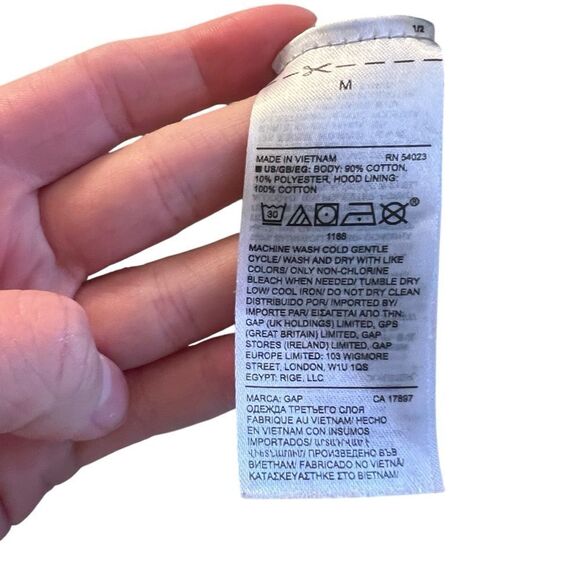 1/2
M
MADE IN VIETNAM RN 54023
US/GB/EG: BODY: 90% COTTON,
10% POLYESTER, HOOD LINING:
100% COTTON
30
®
1188
MACHINE WASH COLD GENTLE
CYCLE/ WASH AND DRY WITH LIKE
COLORS/ ONLY NON-CHLORINE
BLEACH WHEN NEEDED/ TUMBLE DRY
LOW/ COOL IRON/ DO NOT DRY CLEAN
DISTRIBUIDO POR/ IMPORTED BY/
IMPORTE PAR/ ΕΙΣΑΓΕΤΑΙ ΑΠΟ ΤΗΝ:
GAP (UK HOLDINGS) LIMITED, GPS
(GREAT BRITAIN) LIMITED, GAP
STORES (IRELAND) LIMITED, GAP
EUROPE LIMITED: 103 WIGMORE
STREET, LONDON, W1U 1QS
EGYPT: RIGE, LLC
MARCA: GAP CA 17897
ОДЕЖДА ТРЕТЬЕГО СЛОЯ
FABRIQUE AU VIETNAM/ HECHO
EN VIETNAM CON INSUMOS
IMPORTADOS/
ПРОИЗВЕДЕНО ВЪВ
ВИЕТНАМ/ FABRICADO NO VIETNÃ/
ΚΑΤΑΣΚΕΥΑΣΤΗΚΕ ΣΤΟ ΒΙΕΤΝΑΜ/